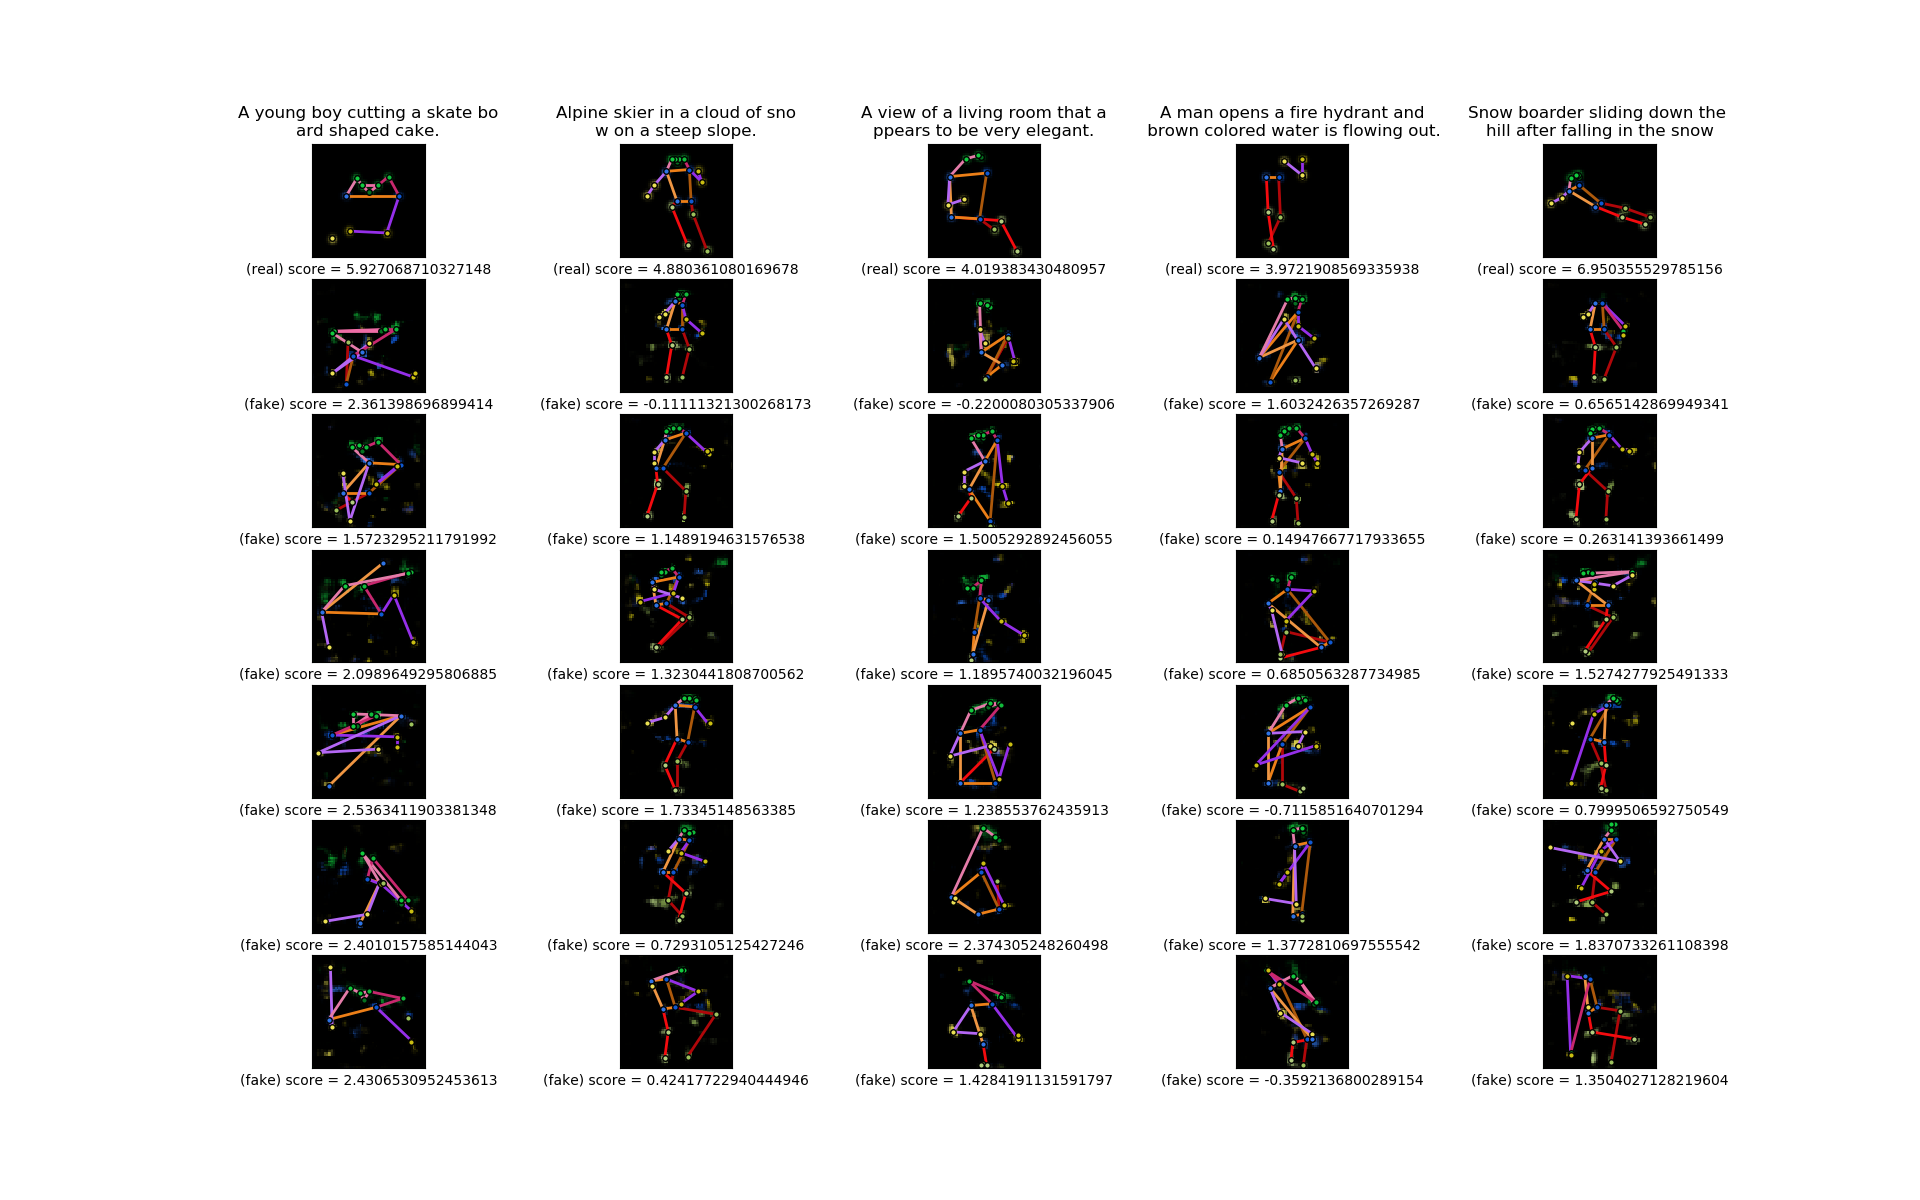 A young boy cutting a skate bo
ard shaped cake.
Alpine skier in a cloud of sno
w on a steep slope.
A view of a living room that a
ppears to be very elegant.
A man opens a fire hydrant and
brown colored water is flowing out.
Snow boarder sliding down the
hill after falling in the snow
(real) score = 5.927068710327148
(real) score = 4.880361080169678
(real) score = 4.019383430480957
(real) score = 3.9721908569335938
(real) score = 6.950355529785156
(fake) score = 2.361398696899414
(fake) score = -0.11111321300268173
(fake) score = -0.2200080305337906
(fake) score = 1.6032426357269287
(fake) score = 0.6565142869949341
(fake) score = 1.5723295211791992
(fake) score = 1.1489194631576538
(fake) score = 1.5005292892456055
(fake) score = 0.14947667717933655
(fake) score = 0.263141393661499
(fake) score = 2.0989649295806885
(fake) score = 1.3230441808700562
(fake) score = 1.1895740032196045
(fake) score = 0.6850563287734985
(fake) score = 1.5274277925491333
(fake) score = 2.5363411903381348
(fake) score = 1.73345148563385
(fake) score = 1.238553762435913
(fake) score = -0.7115851640701294
(fake) score = 0.7999506592750549
(fake) score = 2.4010157585144043
(fake) score = 0.7293105125427246
(fake) score = 2.374305248260498
(fake) score = 1.3772810697555542
(fake) score = 1.8370733261108398
(fake) score = 2.4306530952453613
(fake) score = 0.42417722940444946
(fake) score = 1.4284191131591797
(fake) score = -0.3592136800289154
(fake) score = 1.3504027128219604